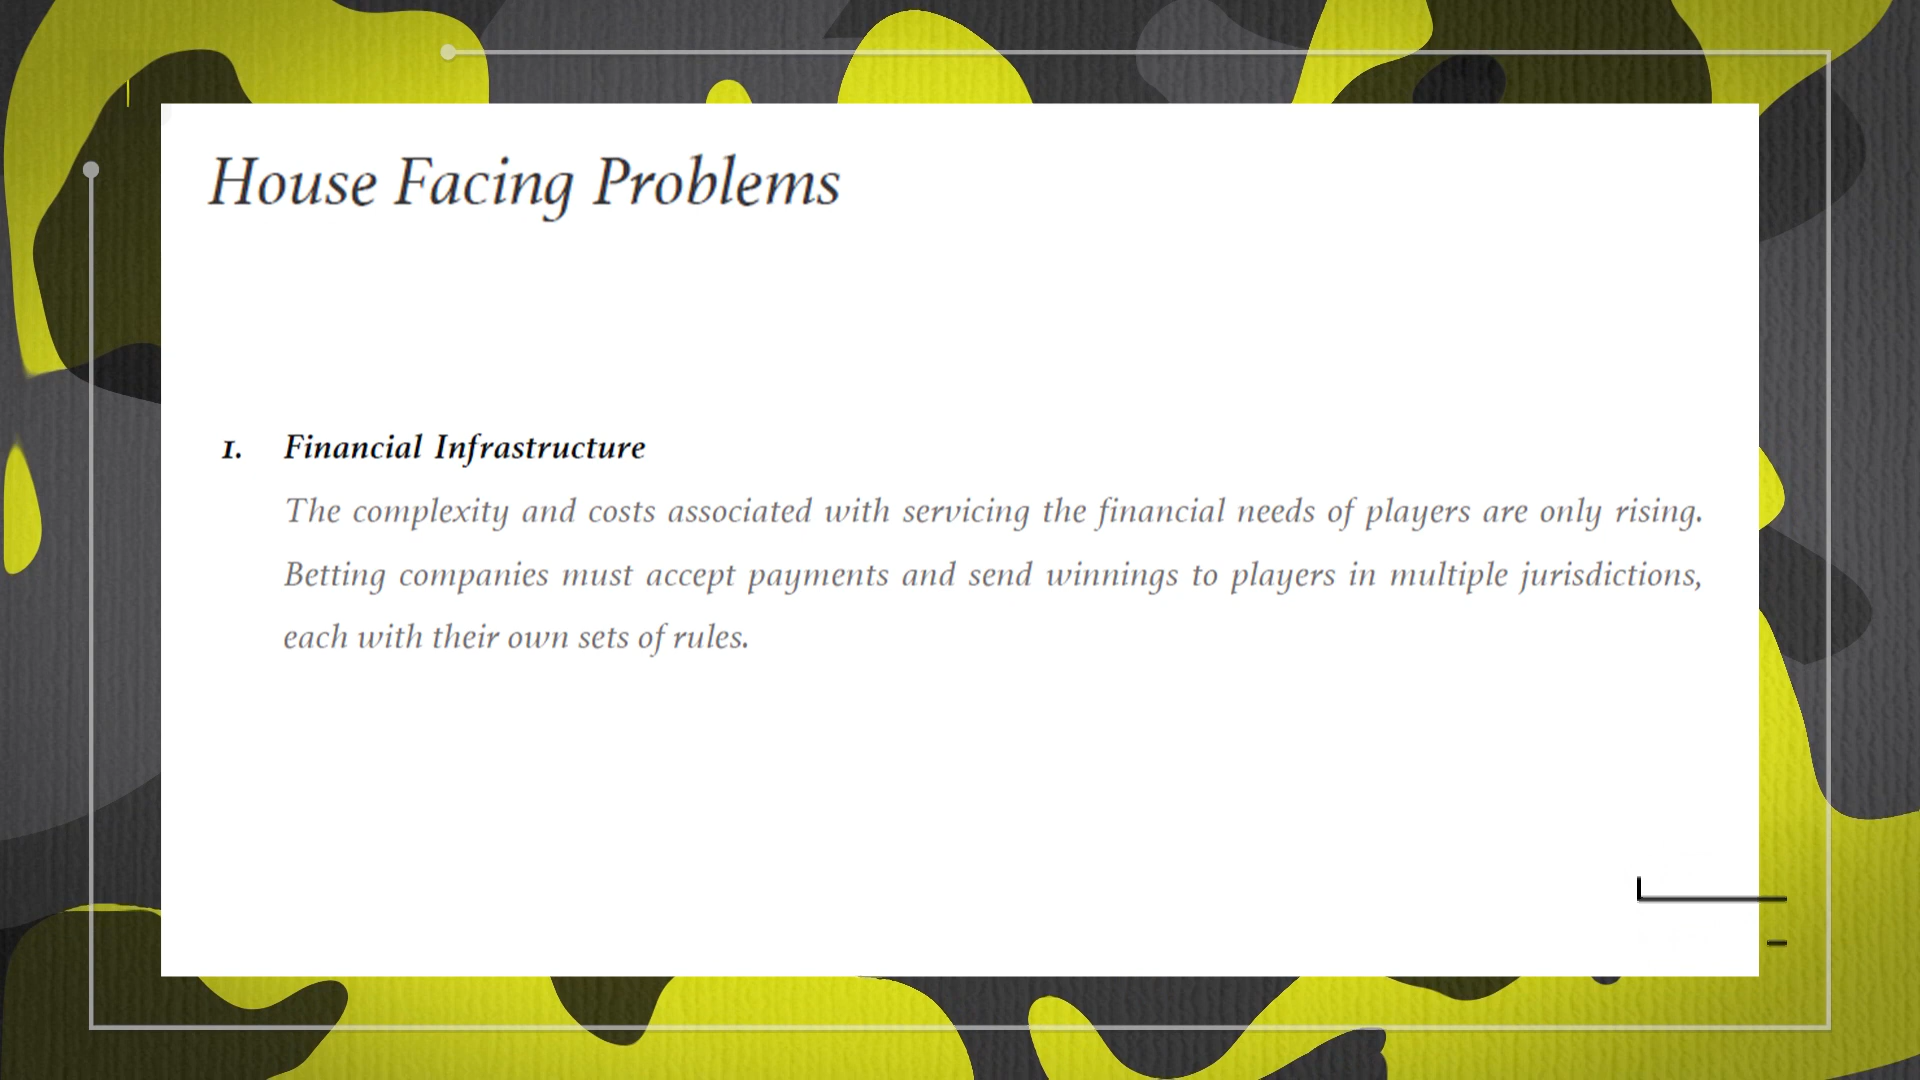 House Facing Problems
1. Financial Infrastructure
The complexity and costs associated with servicing the financial needs of players are only rising.
Betting companies must accept payments and send winnings to players in multiple jurisdictions,
each with their own sets of rules.